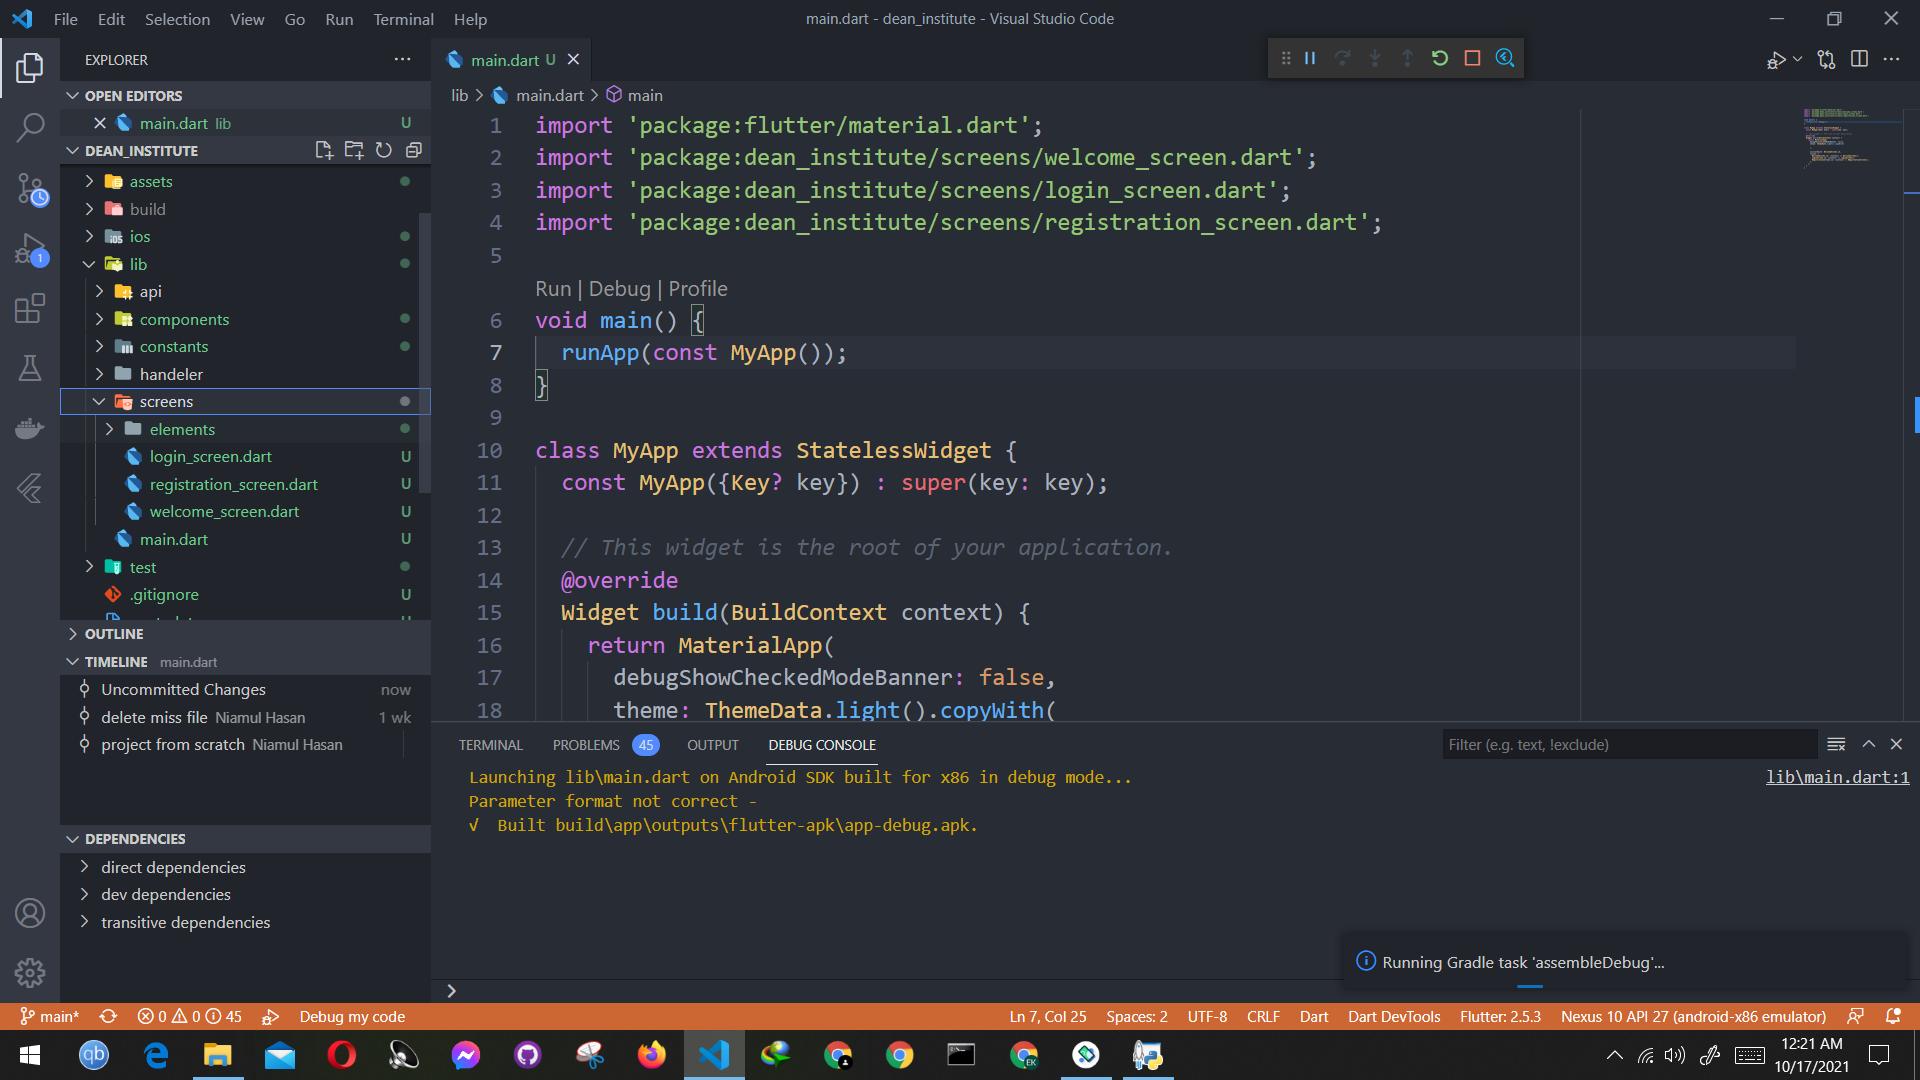 File Edit Selection View Go Run Terminal Help
main.dart - dean_institute - Visual Studio Code
EXPLORER
OPEN EDITORS
main.dart lib U
DEAN_INSTITUTE
assets
build
ios
lib
api
components
constants
handeler
screens
elements
login_screen.dart U
registration_screen.dart U
welcome_screen.dart U
main.dart U
test
.gitignore U
OUTLINE
TIMELINE main.dart
Uncommitted Changes now
delete miss file Niamul Hasan 1 wk
project from scratch Niamul Hasan
DEPENDENCIES
direct dependencies
dev dependencies
transitive dependencies
1
main.dart U
lib > main.dart > main
1 import 'package:flutter/material.dart';
2 import 'package:dean_institute/screens/welcome_screen.dart';
3 import 'package:dean_institute/screens/login_screen.dart';
4 import 'package:dean_institute/screens/registration_screen.dart';
5
Run | Debug | Profile
6 void main() {
7 runApp(const MyApp());
8 }
9
10 class MyApp extends StatelessWidget {
11 const MyApp({Key? key}) : super(key: key);
12
13 // This widget is the root of your application.
14 @override
15 Widget build(BuildContext context) {
16 return MaterialApp(
17 debugShowCheckedModeBanner: false,
18 theme: ThemeData.light().copyWith(
TERMINAL PROBLEMS 45 OUTPUT DEBUG CONSOLE
Filter (e.g. text, !exclude)
Launching lib\main.dart on Android SDK built for x86 in debug mode...
lib\main.dart:1
Parameter format not correct -
√ Built build\app\outputs\flutter-apk\app-debug.apk.
Running Gradle task 'assembleDebug'...
main* 0 0 45 Debug my code
Ln 7, Col 25 Spaces: 2 UTF-8 CRLF Dart Dart DevTools Flutter: 2.5.3 Nexus 10 API 27 (android-x86 emulator)
qb
EK
12:21 AM
10/17/2021